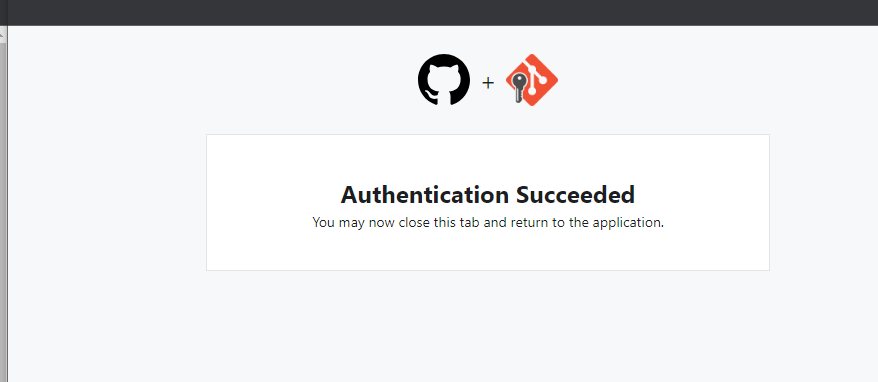 +
Authentication Succeeded
You may now close this tab and return to the application.